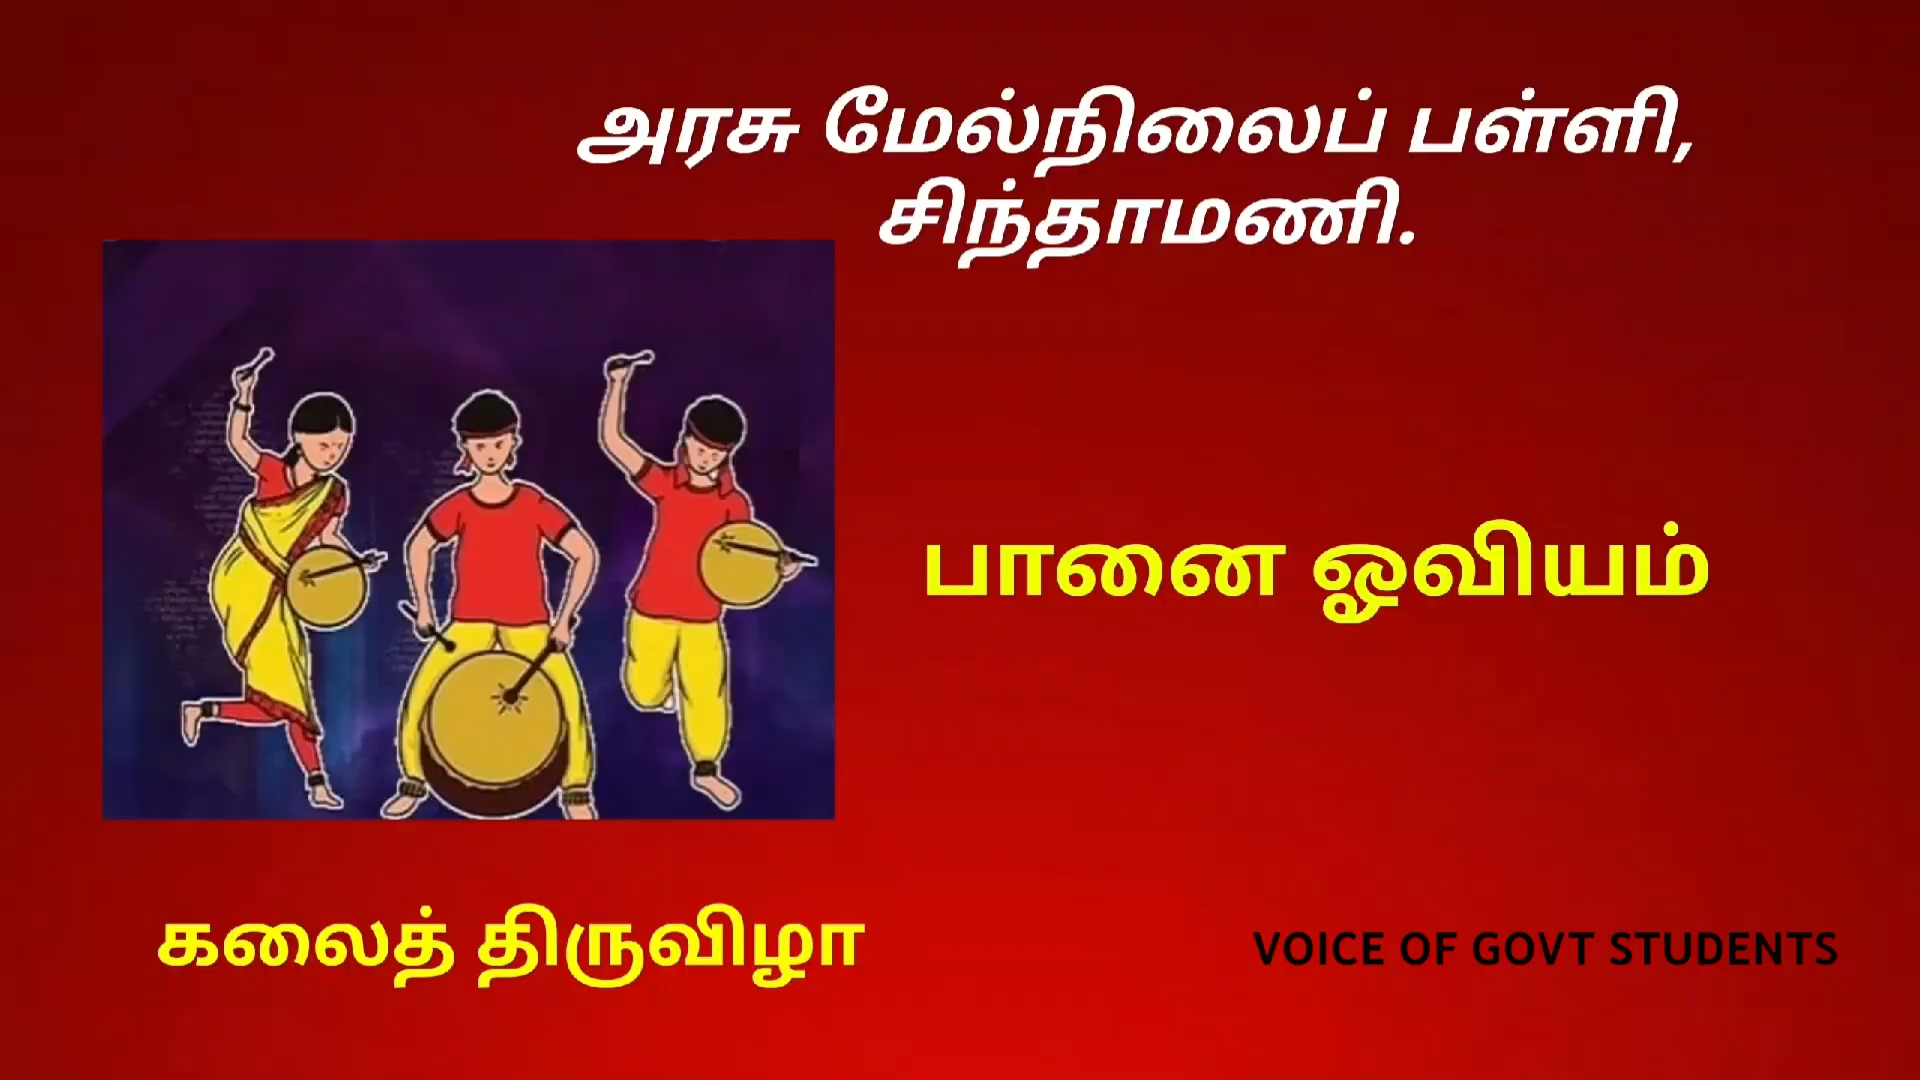 அரசு மேல்நிலைப் பள்ளி,
சிந்தாமணி.
பானை ஓவியம்
கலைத் திருவிழா
VOICE OF GOVT STUDENTS